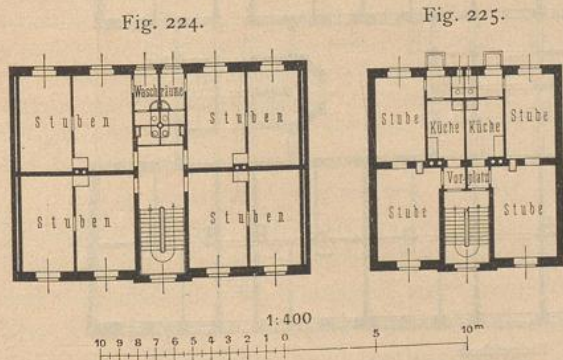 Fig. 224.
Fig. 225.
Waschräume
Stuben
Stuben
Stube
Küche
Küche
Stube
Stuben
Stuben
Stube
Vorplatz
Stube
1:400
10 9 8 7 6 5 4 3 2 1 0 5 10m